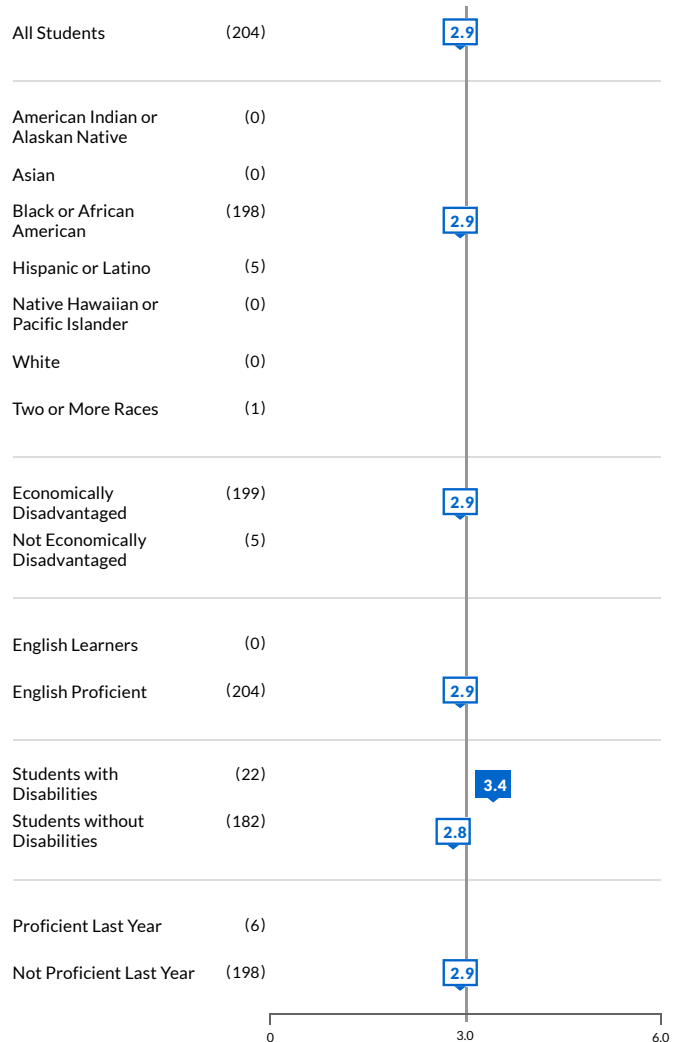 All Students (204) 2.9
American Indian or (0)
Alaskan Native
Asian (0)
Black or African (198) 2.9
American
Hispanic or Latino (5)
Native Hawaiian or (0)
Pacific Islander
White (0)
Two or More Races (1)
Economically (199) 2.9
Disadvantaged
Not Economically (5)
Disadvantaged
English Learners (0)
English Proficient (204) 2.9
Students with (22) 3.4
Disabilities
Students without (182) 2.8
Disabilities
Proficient Last Year (6)
Not Proficient Last Year (198) 2.9
0 3.0 6.0